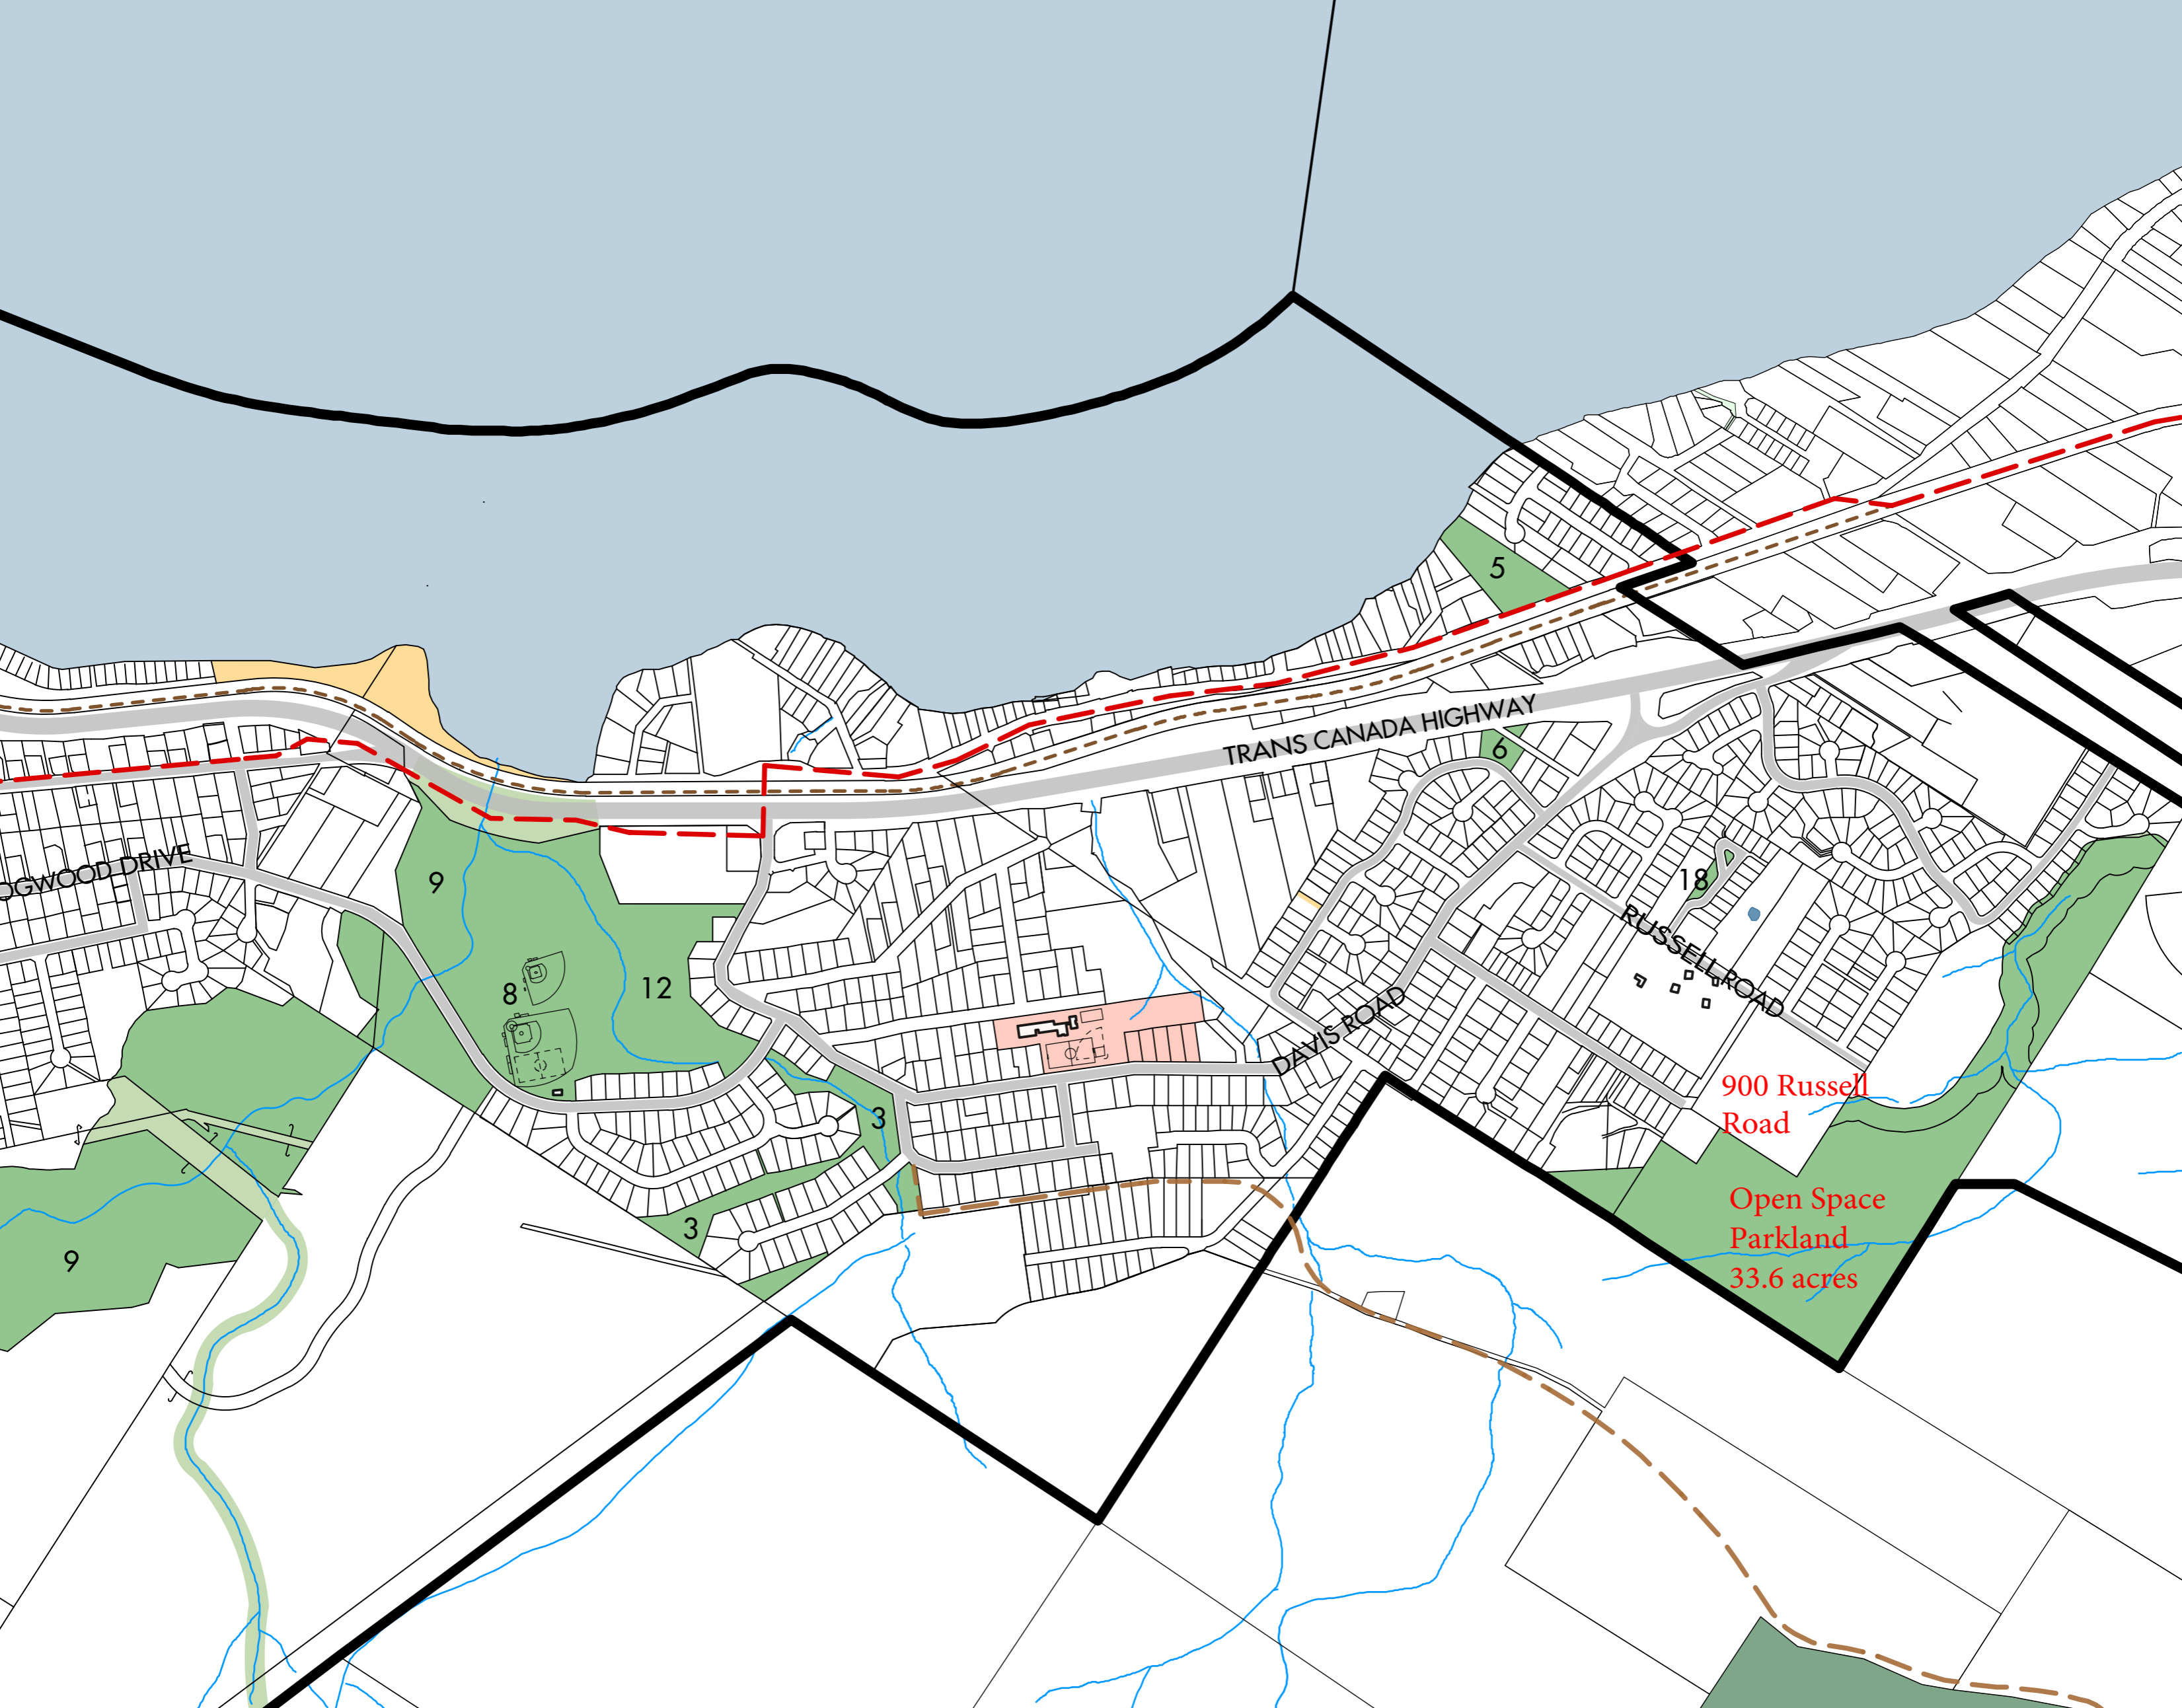 5
TRANS CANADA HIGHWAY
6
OGWOOD DRIVE
9
18
RUSSELL ROAD
8
12
DAVIS ROAD
900 Russell
Road
3
Open Space
Parkland
33.6 acres
3
9